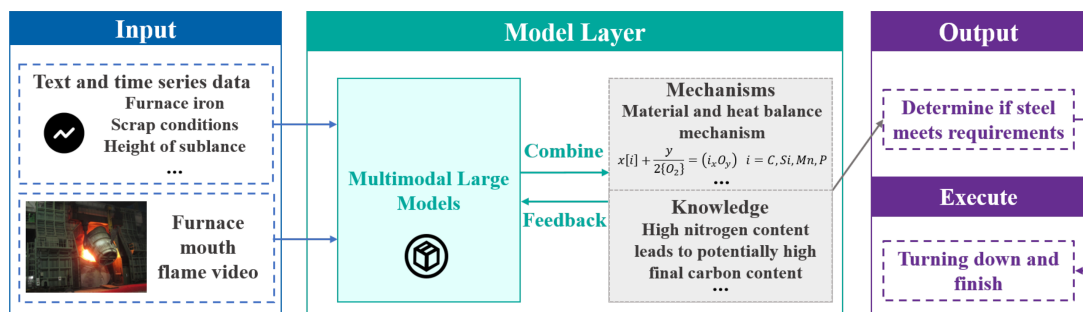 Input
Text and time series data
Furnace iron
Scrap conditions
Height of sublance
...
Furnace
mouth
flame video
Model Layer
Multimodal Large
Models
Combine
Feedback
Mechanisms
Material and heat balance
mechanism
x[i] + y/2{O_2} = (i_xO_y) i = C, Si, Mn, P
...
Knowledge
High nitrogen content
leads to potentially high
final carbon content
...
Output
Determine if steel
meets requirements
Execute
Turning down and
finish